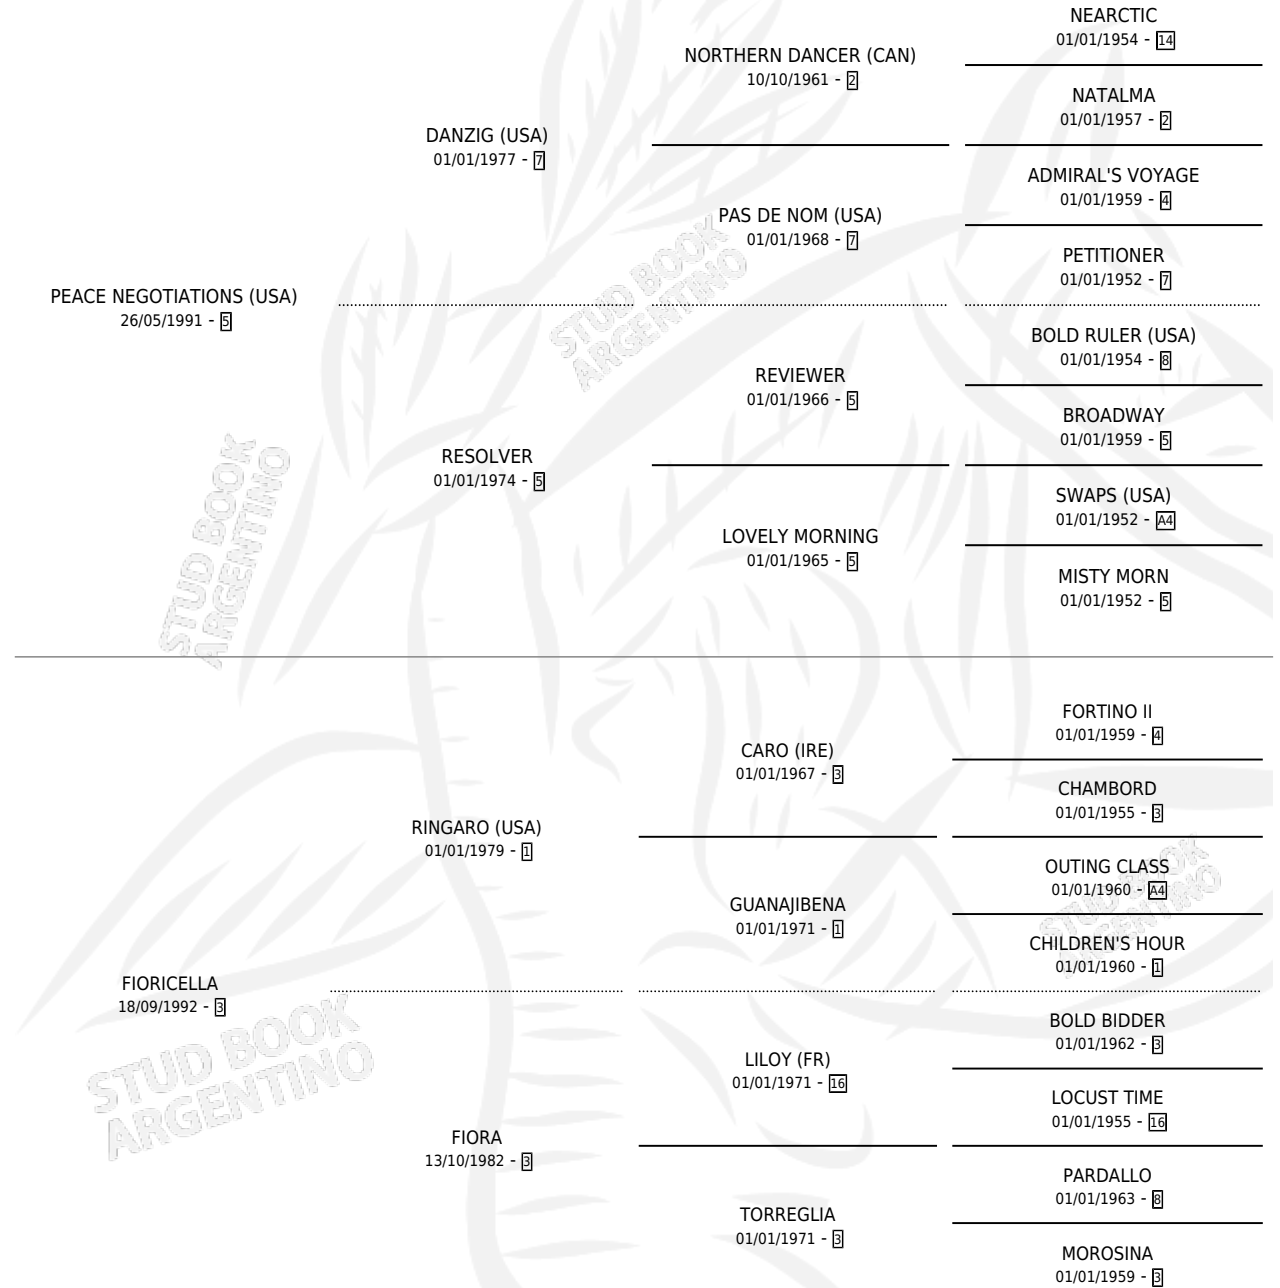 NEARCTIC
01/01/1954 - 14
NORTHERN DANCER (CAN)
10/10/1961 - 2
NATALMA
01/01/1957 - 2
DANZIG (USA)
01/01/1977 - 7
ADMIRAL'S VOYAGE
01/01/1959 - 4
PAS DE NOM (USA)
01/01/1968 - 7
PETITIONER
01/01/1952 - 7
PEACE NEGOTIATIONS (USA)
26/05/1991 - 5
STUD BOOK
ARGENTINO
BOLD RULER (USA)
01/01/1954 - 8
REVIEWER
01/01/1966 - 5
BROADWAY
01/01/1959 - 5
RESOLVER
01/01/1974 - 5
SWAPS (USA)
01/01/1952 - A4
LOVELY MORNING
01/01/1965 - 5
MISTY MORN
01/01/1952 - 5
STUD BOOK
ARGENTINO
FORTINO II
01/01/1959 - 4
CARO (IRE)
01/01/1967 - 3
CHAMBORD
01/01/1955 - 3
RINGARO (USA)
01/01/1979 - 1
OUTING CLASS
01/01/1960 - A4
GUANAJIBENA
01/01/1971 - 1
STUD BOOK
ARGENTINO
CHILDREN'S HOUR
01/01/1960 - 1
FIORICELLA
18/09/1992 - 3
BOLD BIDDER
01/01/1962 - 3
LILOY (FR)
01/01/1971 - 16
STUD BOOK
ARGENTINO
LOCUST TIME
01/01/1955 - 16
FIORA
13/10/1982 - 3
PARDALLO
01/01/1963 - 8
TORREGLIA
01/01/1971 - 3
MOROSINA
01/01/1959 - 3